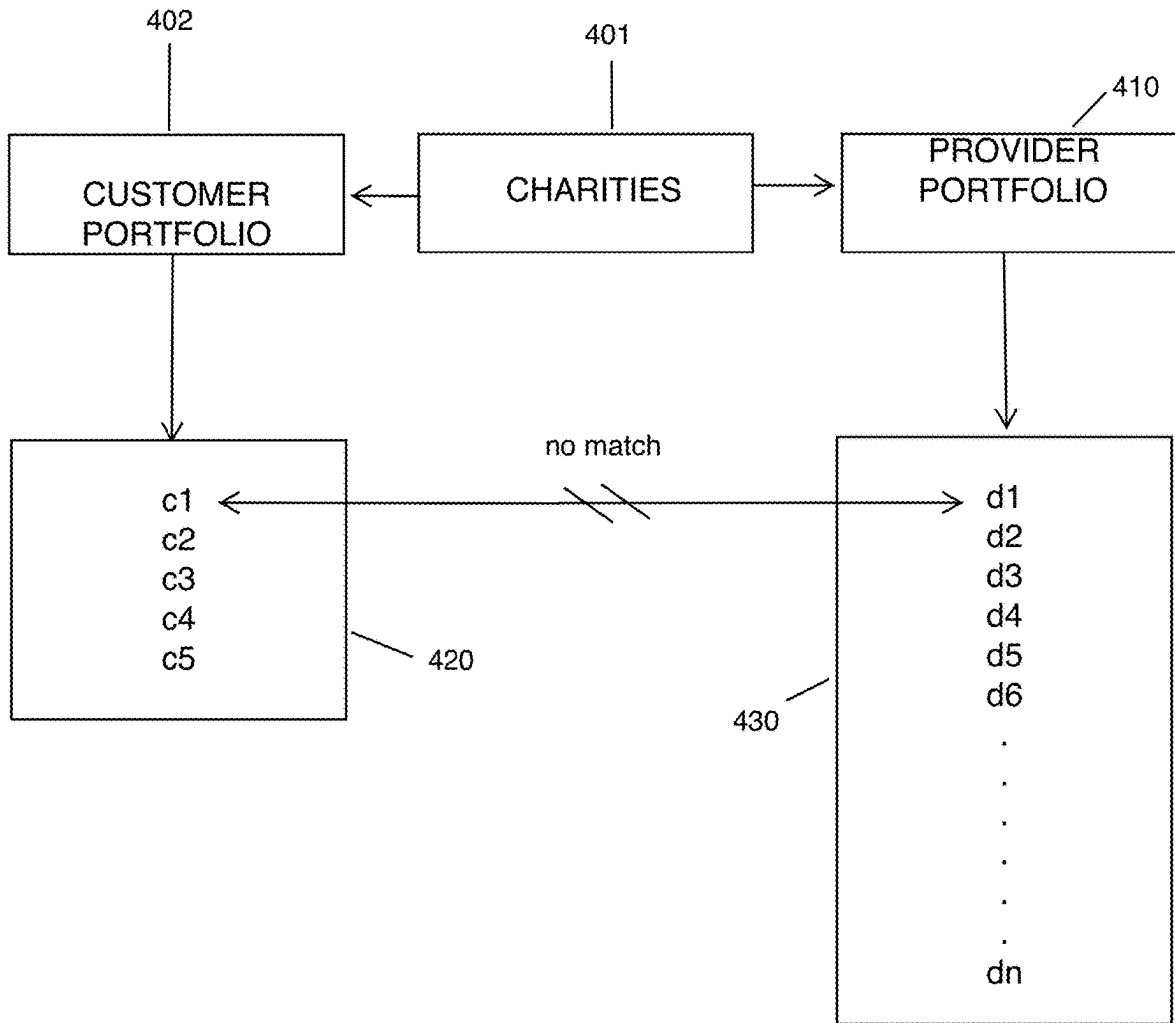 402
401
410
CUSTOMER
PORTFOLIO
CHARITIES
PROVIDER
PORTFOLIO
no match
c1
c2
c3
c4
c5
420
d1
d2
d3
d4
d5
d6
.
.
.
.
.
.
dn
430